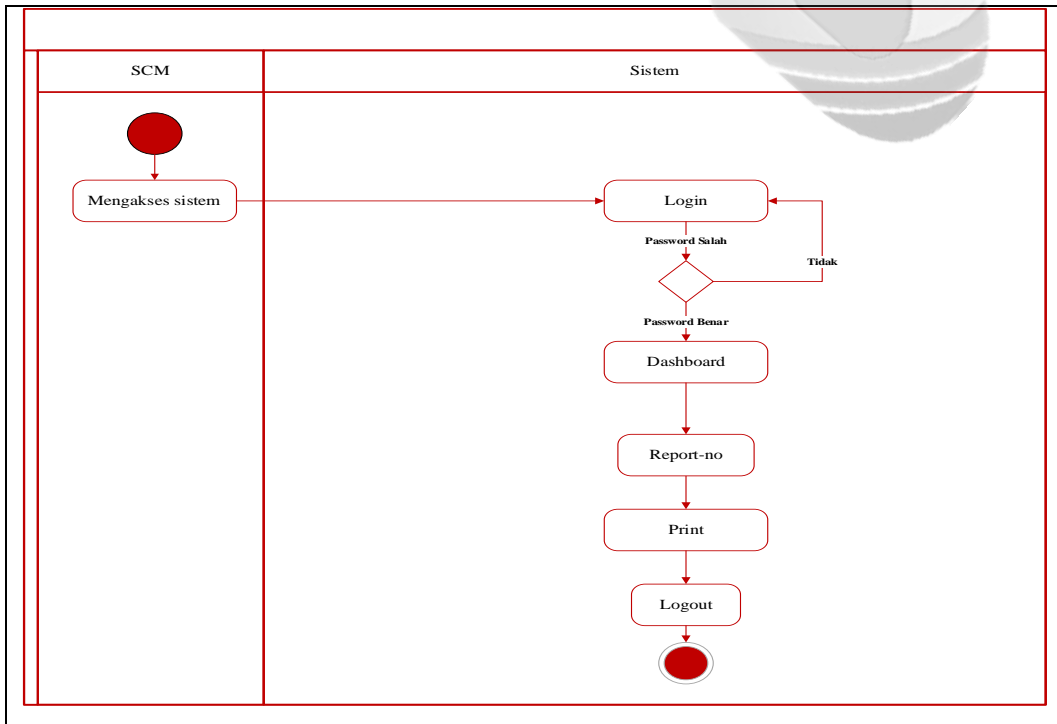 SCM
Sistem
Mengakses sistem
Login
Password Salah
Tidak
Password Benar
Dashboard
Report-no
Print
Logout